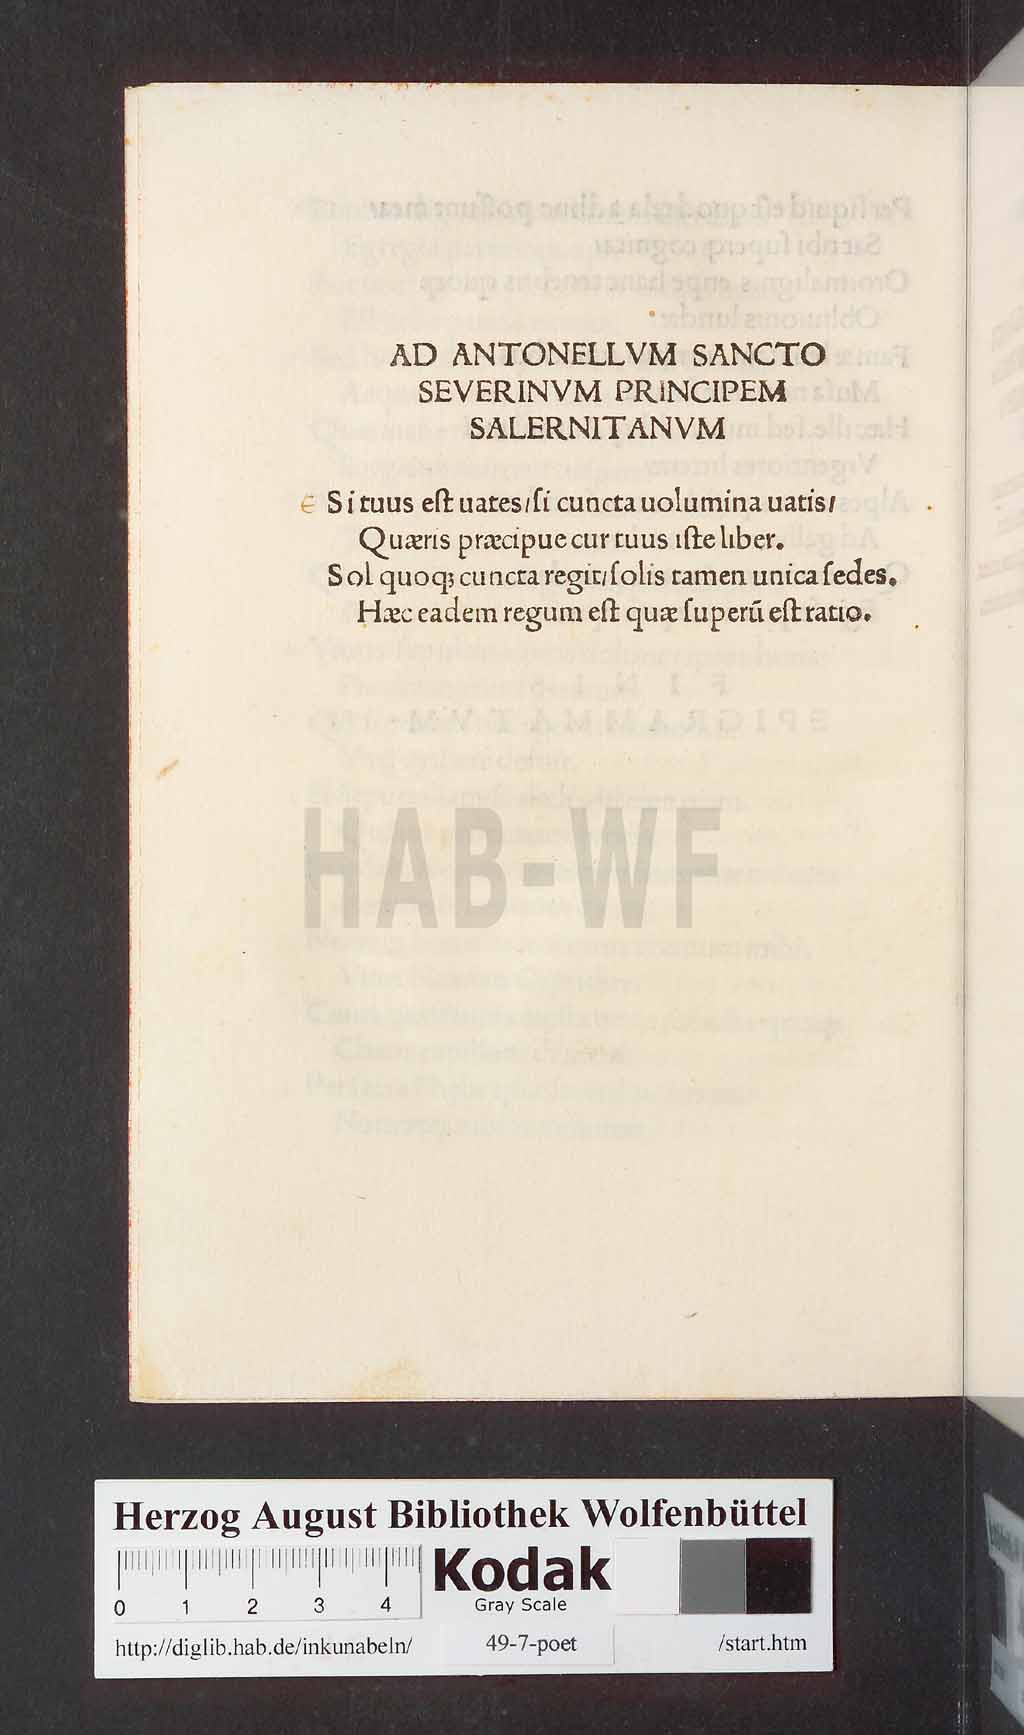 AD ANTONELLVM SANCTO
SEVERINVM PRINCIPEM
SALERNITANVM
Si tuus eſt uates/ſi cuncta uolumina uatis/
Quæris præcipue cur tuus iſte liber.
Sol quoqꝫ cuncta regit/ſolis tamen unica ſedes.
Hæc eadem regum eſt quæ ſuperū eſt ratio.
HAB-WF
Herzog August Bibliothek Wolfenbüttel
Kodak
0 1 2 3 4
Gray Scale
http://diglib.hab.de/inkunabeln/ 49-7-poet /start.htm